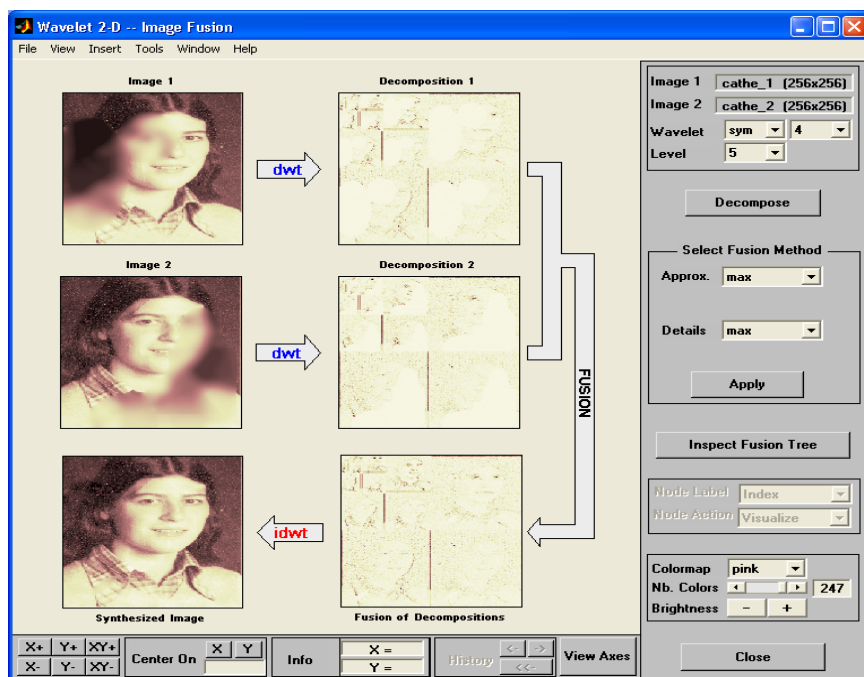 Wavelet 2-D -- Image Fusion
File View Insert Tools Window Help
Image 1
Decomposition 1
dwt
Image 2
Decomposition 2
dwt
FUSION
idwt
Synthesized Image
Fusion of Decompositions
Image 1 cathe_1 (256x256)
Image 2 cathe_2 (256x256)
Wavelet sym 4
Level 5
Decompose
Select Fusion Method
Approx. max
Details max
Apply
Inspect Fusion Tree
Node Label Index
Node Action Visualize
Colormap pink
Nb. Colors 247
Brightness - +
Close
X+ Y+ XY+
X- Y- XY-
Center On X Y
Info X =
Y =
History <- ->
<<-
View Axes